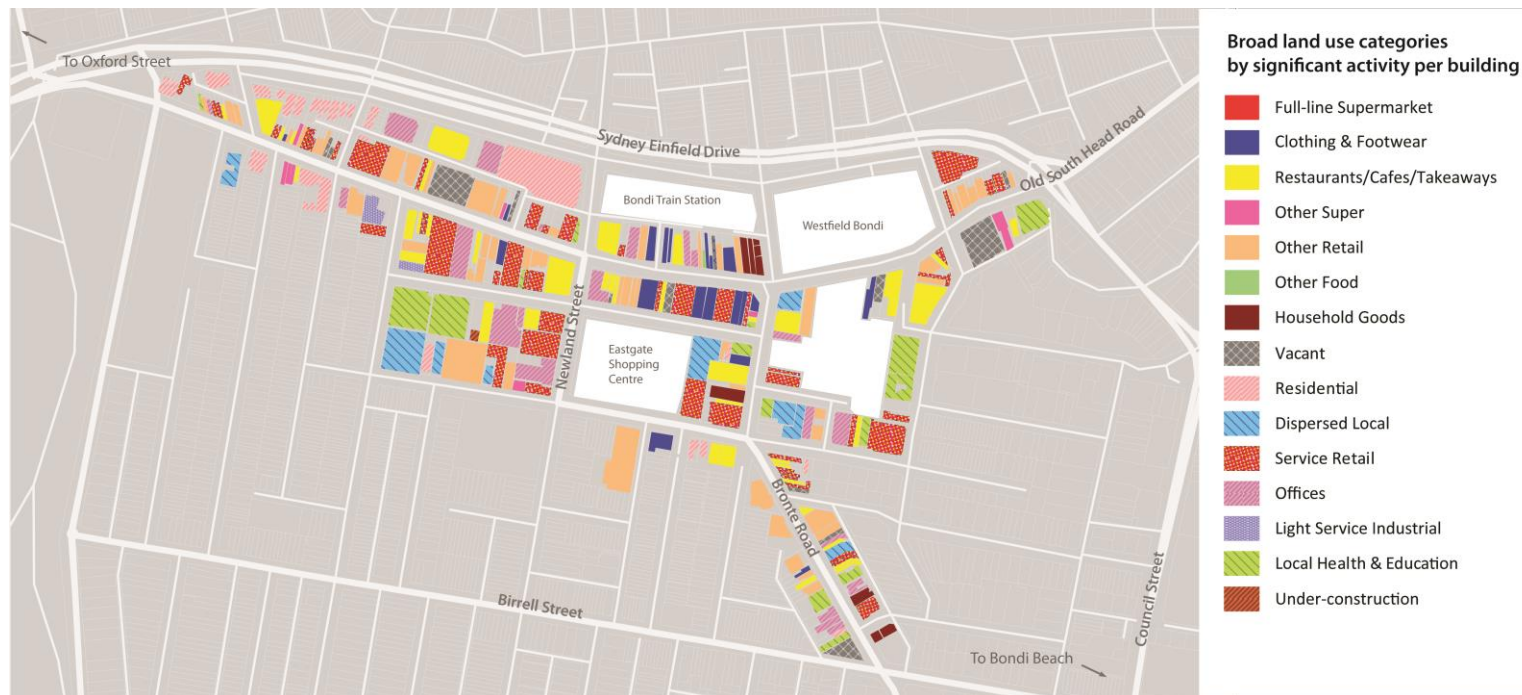 To Oxford Street
Sydney Einfield Drive
Old South Head Road
Bondi Train Station
Westfield Bondi
Newland Street
Eastgate
Shopping
Centre
Bronte Road
Birrell Street
Council Street
To Bondi Beach
Broad land use categories
by significant activity per building
Full-line Supermarket
Clothing & Footwear
Restaurants/Cafes/Takeaways
Other Super
Other Retail
Other Food
Household Goods
Vacant
Residential
Dispersed Local
Service Retail
Offices
Light Service Industrial
Local Health & Education
Under-construction